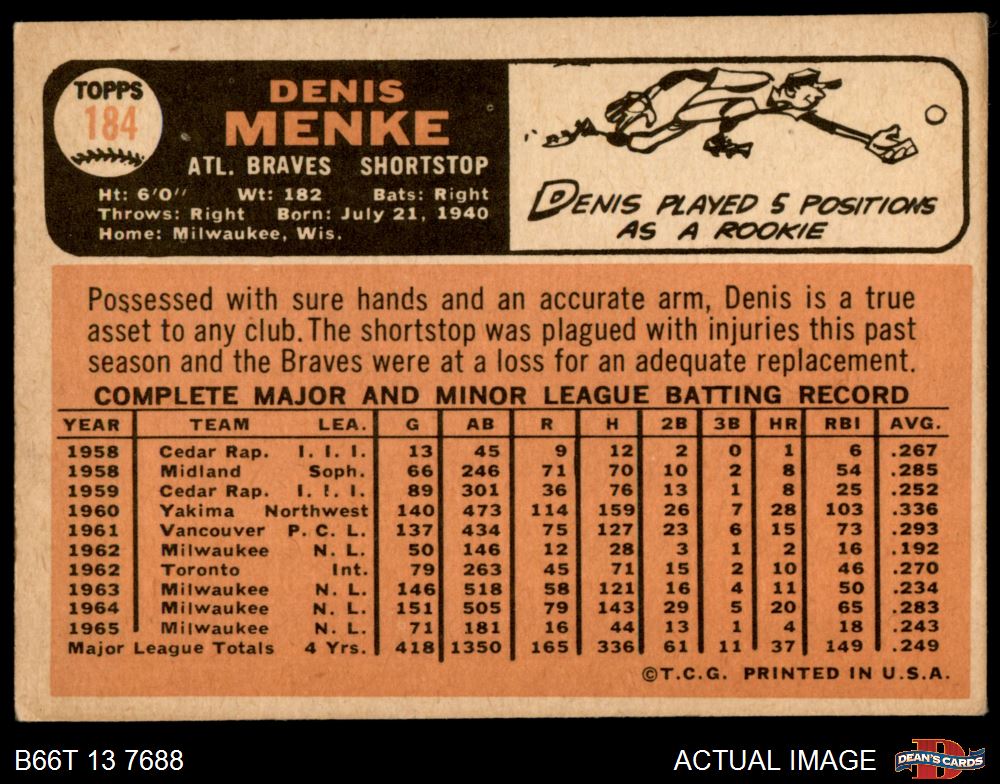 TOPPS
184
DENIS
MENKE
ATL. BRAVES SHORTSTOP
Ht: 6'0'' Wt: 182 Bats: Right
Throws: Right Born: July 21, 1940
Home: Milwaukee, Wis.
DENIS PLAYED 5 POSITIONS
AS A ROOKIE
Possessed with sure hands and an accurate arm, Denis is a true
asset to any club. The shortstop was plagued with injuries this past
season and the Braves were at a loss for an adequate replacement.
COMPLETE MAJOR AND MINOR LEAGUE BATTING RECORD
YEAR TEAM LEA. G AB R H 2B 3B HR RBI AVG.
1958 Cedar Rap. I. I. I. 13 45 9 12 2 0 1 6 .267
1958 Midland Soph. 66 246 71 70 10 2 8 54 .285
1959 Cedar Rap. I. I. I. 89 301 36 76 13 1 8 25 .252
1960 Yakima Northwest 140 473 114 159 26 7 28 103 .336
1961 Vancouver P. C. L. 137 434 75 127 23 6 15 73 .293
1962 Milwaukee N. L. 50 146 12 28 3 1 2 16 .192
1962 Toronto Int. 79 263 45 71 15 2 10 46 .270
1963 Milwaukee N. L. 146 518 58 121 16 4 11 50 .234
1964 Milwaukee N. L. 151 505 79 143 29 5 20 65 .283
1965 Milwaukee N. L. 71 181 16 44 13 1 4 18 .243
Major League Totals 4 Yrs. 418 1350 165 336 61 11 37 149 .249
©T.C.G. PRINTED IN U.S.A.
B66T 13 7688
ACTUAL IMAGE
DEAN'S CARDS